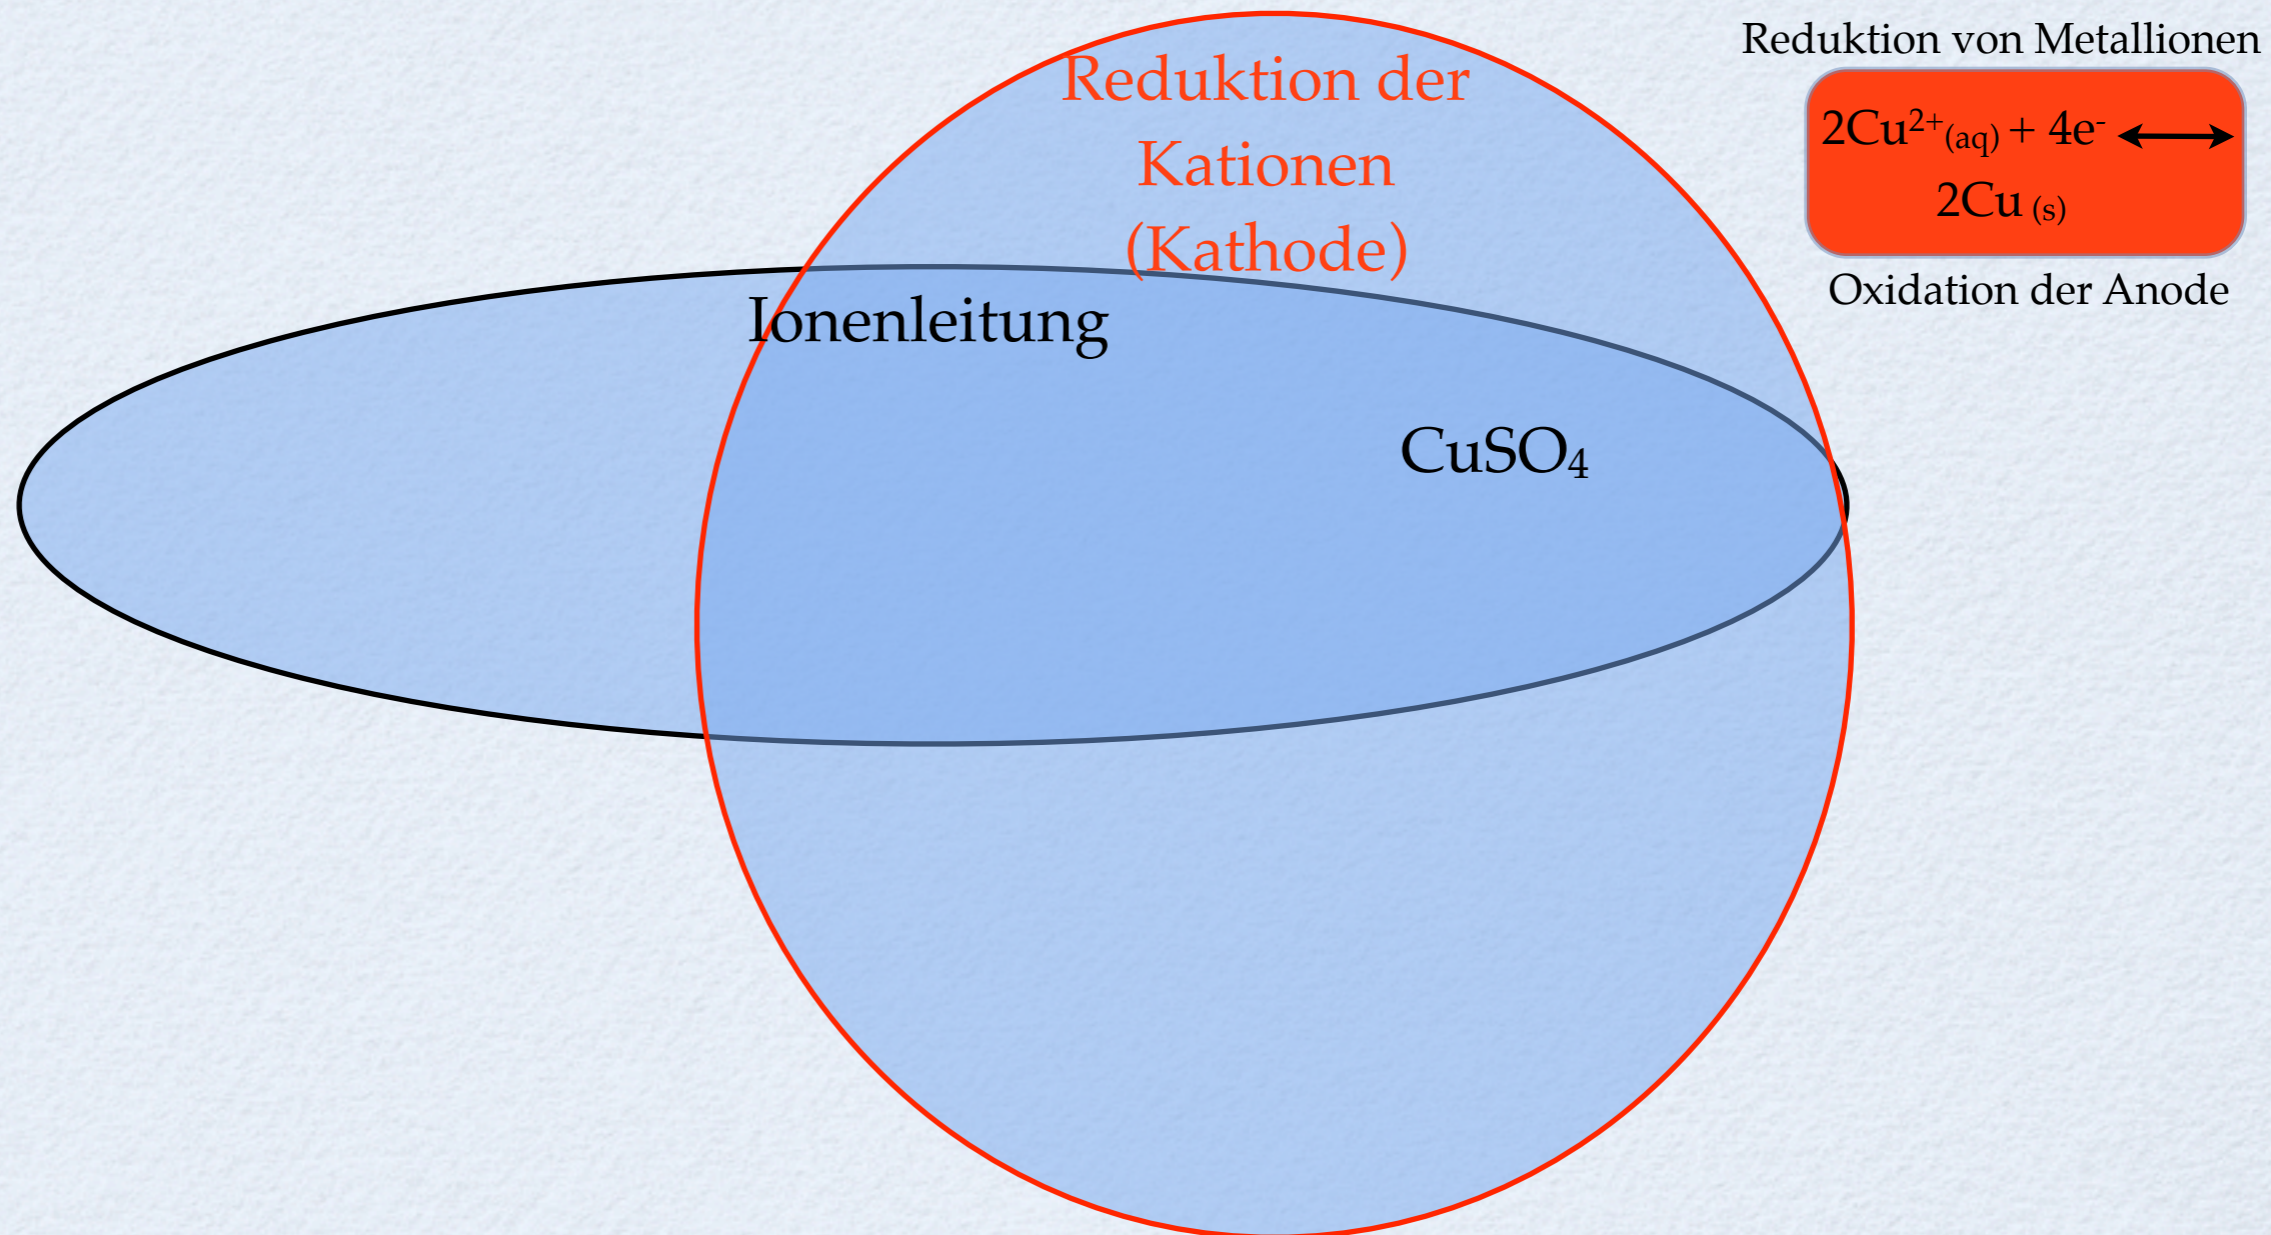 Reduktion von Metallionen
2Cu²⁺(aq) + 4e⁻ ⟷
2Cu (s)
Oxidation der Anode
Reduktion der
Kationen
(Kathode)
Ionenleitung
CuSO₄